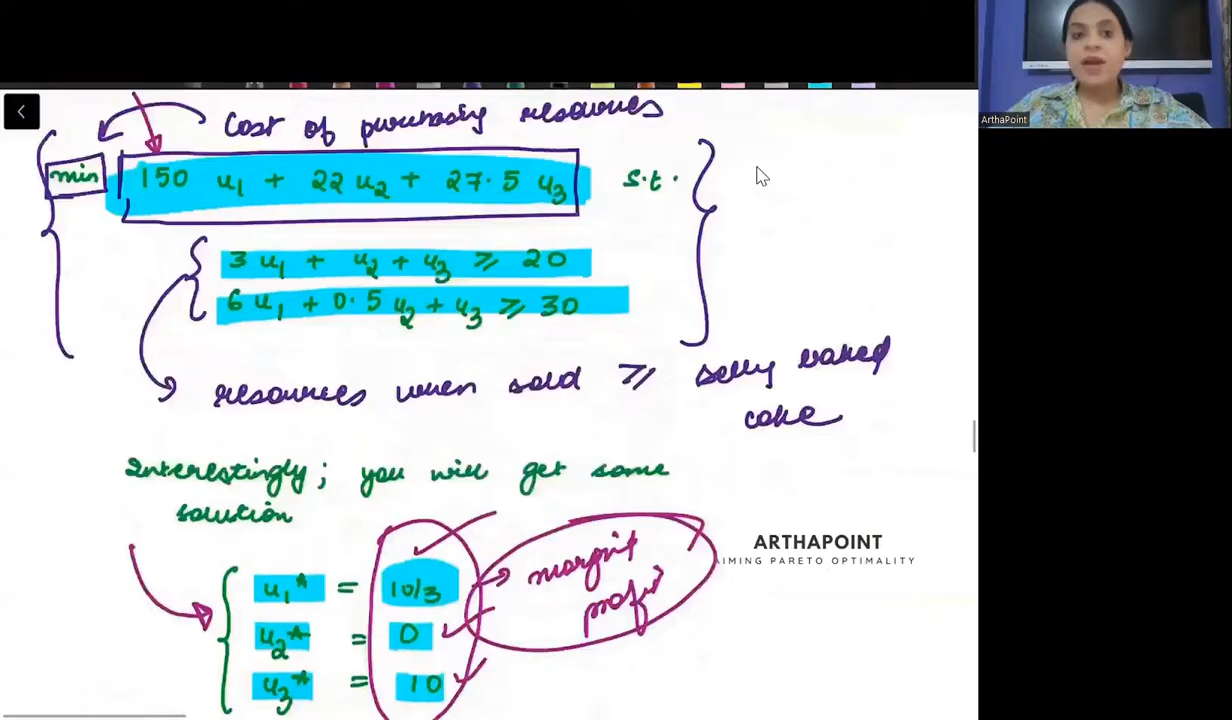 Cost of purchasing resources
min 150 u1 + 22 u2 + 27.5 u3 s.t.
3 u1 + u2 + u3 ≥ 20
6 u1 + 0.5 u2 + u3 ≥ 30
resources when sold ≥ selling baked
cake
Interestingly; you will get same
solution
u1* = 10/3
u2* = 0
u3* = 10
profit
ARTHAPOINT
AIMING PARETO OPTIMALITY
ArthaPoint